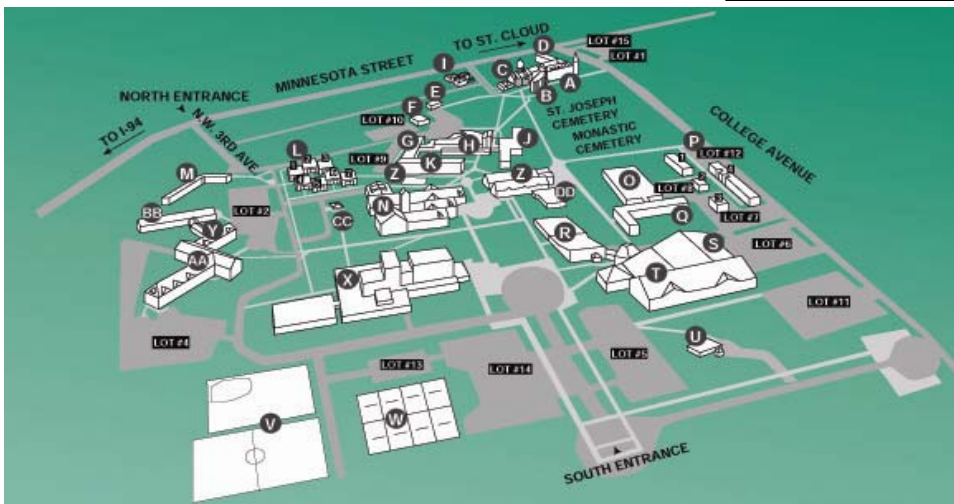 TO ST. CLOUD
D
LOT #15
LOT #1
I
C
MINNESOTA STREET
A
E
B
NORTH ENTRANCE
F
ST. JOSEPH
CEMETERY
MONASTIC
CEMETERY
LOT #10
TO I-94
N.W. 3RD AVE.
G
H
J
COLLEGE AVENUE
L
LOT #9
K
P
LOT #12
M
Z
Z
O
LOT #8
DD
N
BB
LOT #2
CC
Q
LOT #7
Y
R
S
LOT #6
AA
T
X
LOT #11
LOT #4
U
LOT #13
LOT #14
LOT #5
V
W
SOUTH ENTRANCE